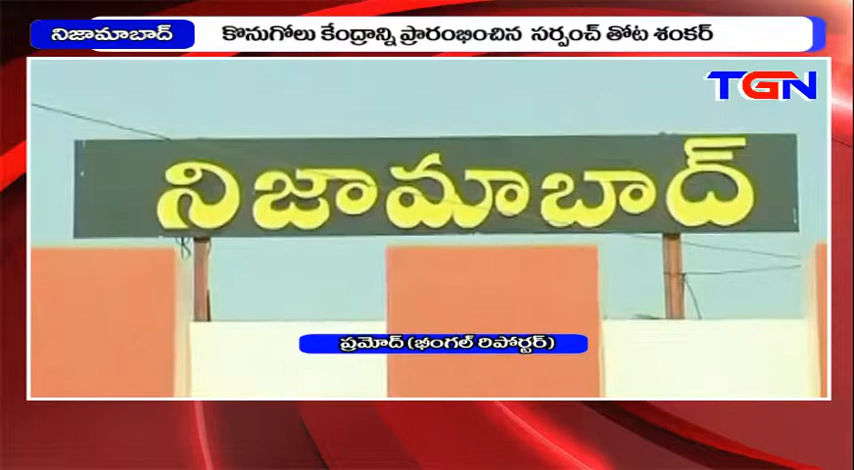 నిజామాబాద్
కొనుగోలు కేంద్రాన్ని ప్రారంభించిన సర్పంచ్ తోట శంకర్
TGN
నిజామాబాద్
ప్రమోద్ (భీంగల్ రిపోర్టర్)